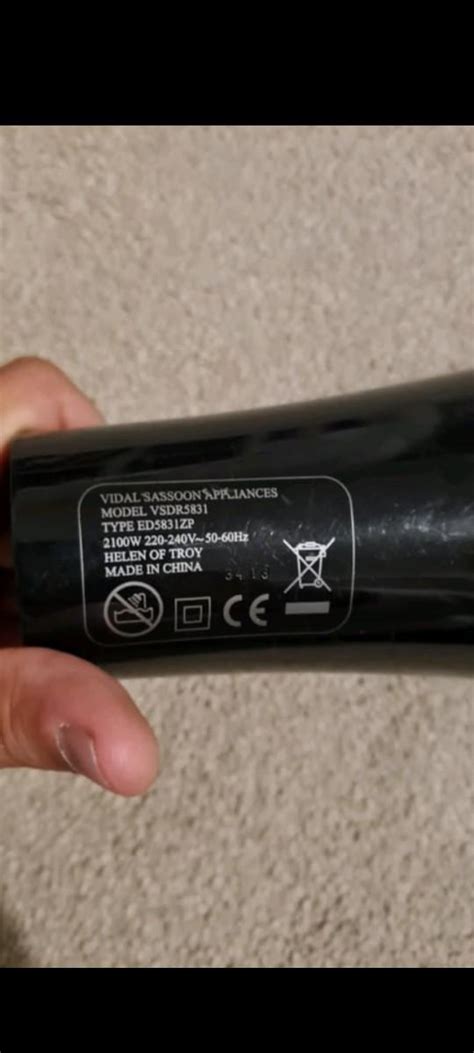 VIDAL SASSOON APPLIANCES
MODEL VSDR5831
TYPE ED5831ZP
2100W 220-240V~50-60Hz
HELEN OF TROY
MADE IN CHINA
CE